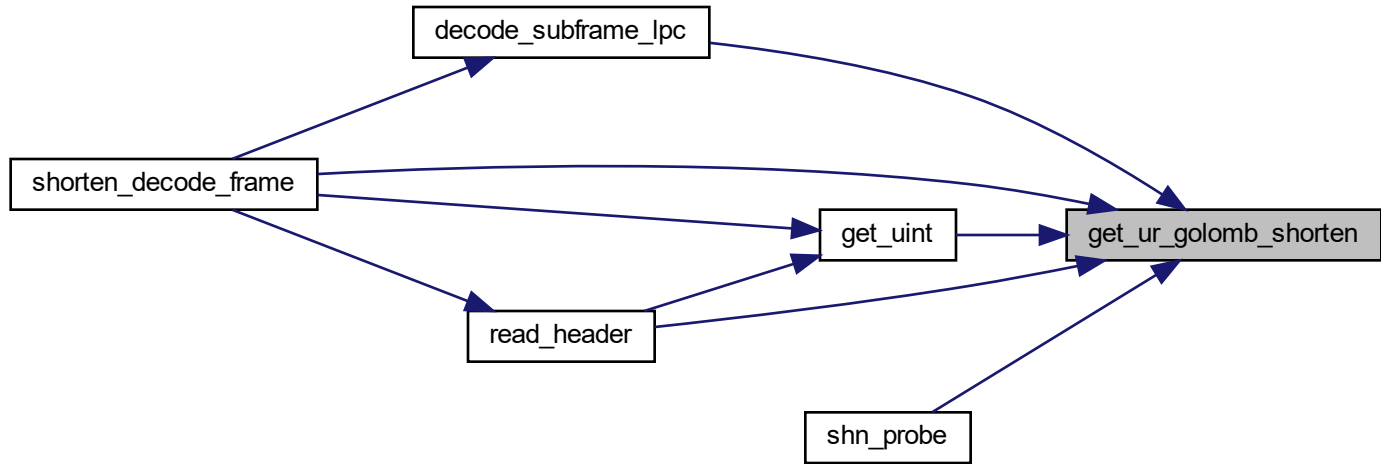 decode_subframe_lpc
shorten_decode_frame
get_uint
get_ur_golomb_shorten
read_header
shn_probe